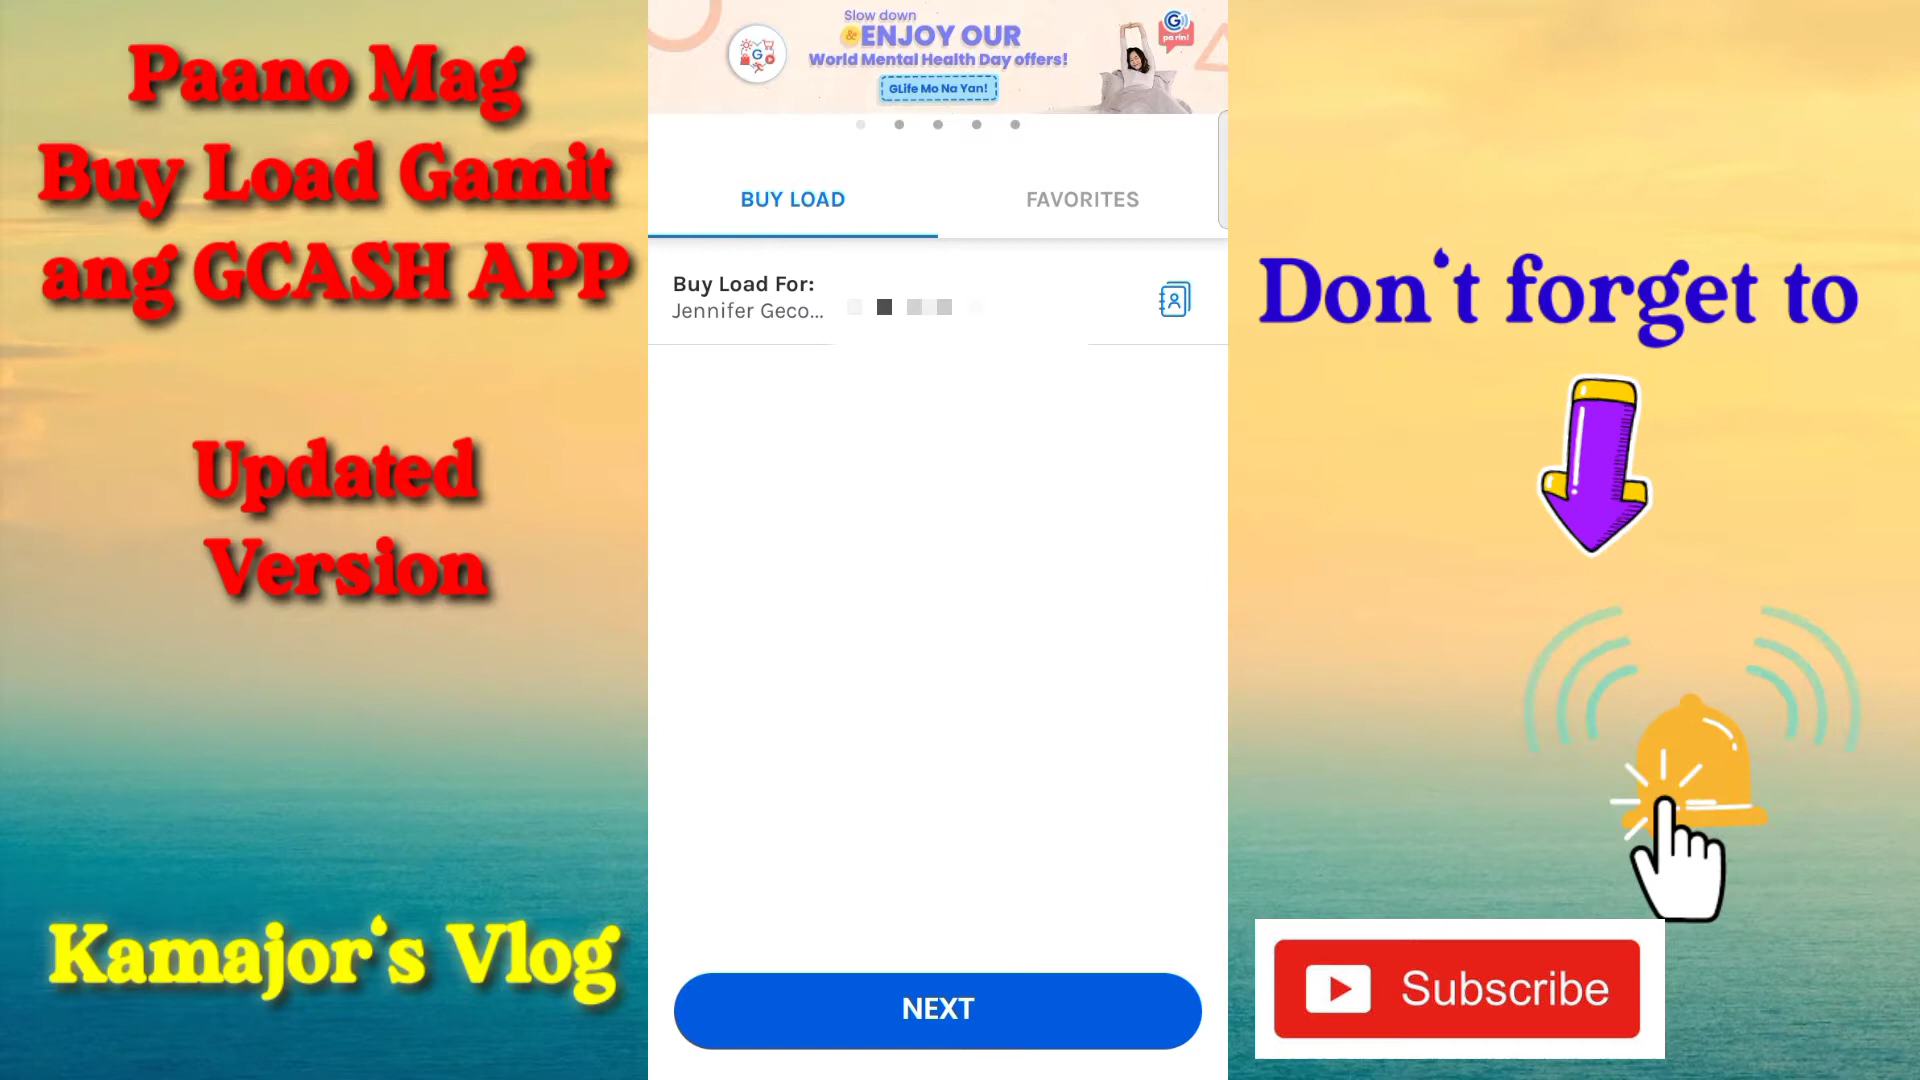 Paano Mag
Buy Load Gamit
ang GCASH APP
Updated
Version
Kamajor's Vlog
Slow down
& ENJOY OUR
World Mental Health Day offers!
GLife Mo Na Yan!
G
G
pa rin!
BUY LOAD
FAVORITES
Buy Load For:
Jennifer Geco...
NEXT
Don't forget to
Subscribe